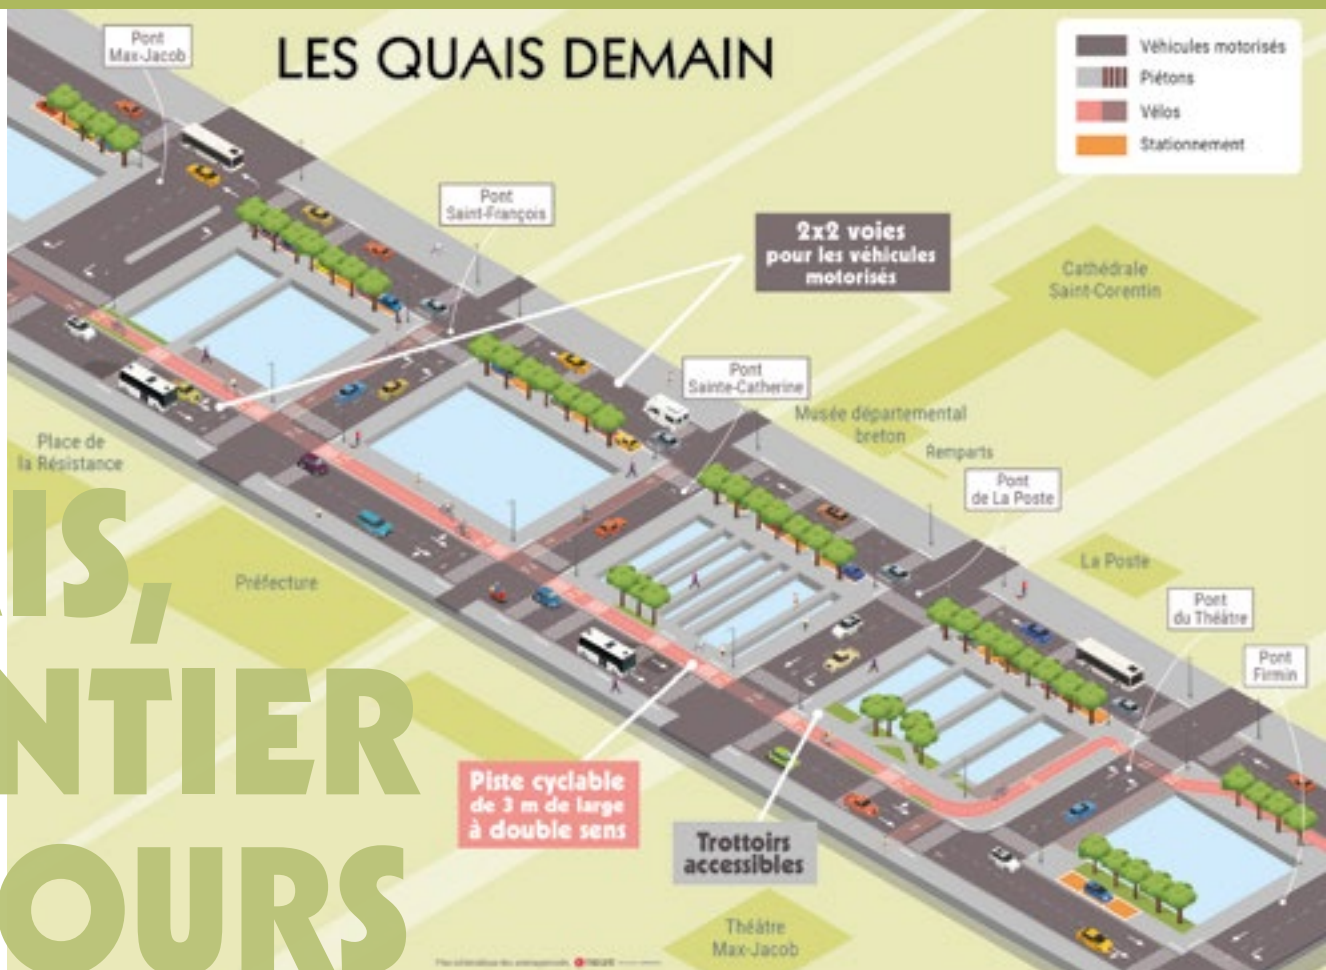 Pont
Max-Jacob
LES QUAIS DEMAIN
Véhicules motorisés
Piétons
Vélos
Stationnement
Pont
Saint-François
2x2 voies
pour les véhicules
motorisés
Cathédrale
Saint-Corentin
Pont
Sainte-Catherine
Musée départemental
breton
Remparts
Place de
la Résistance
Pont
de La Poste
La Poste
Préfecture
Pont
du Théâtre
Pont
Firmin
Piste cyclable
de 3 m de large
à double sens
Trottoirs
accessibles
Théâtre
Max-Jacob
IS,
NTIER
OURS